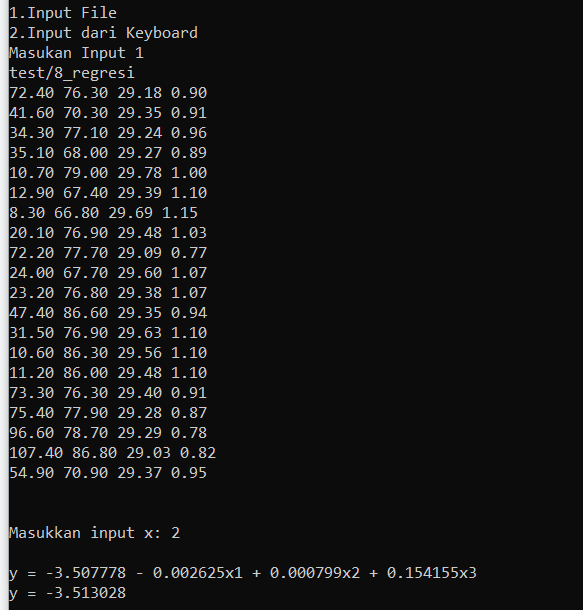 1.Input File
2.Input dari Keyboard
Masukan Input 1
test/8_regresi
72.40 76.30 29.18 0.90
41.60 70.30 29.35 0.91
34.30 77.10 29.24 0.96
35.10 68.00 29.27 0.89
10.70 79.00 29.78 1.00
12.90 67.40 29.39 1.10
8.30 66.80 29.69 1.15
20.10 76.90 29.48 1.03
72.20 77.70 29.09 0.77
24.00 67.70 29.60 1.07
23.20 76.80 29.38 1.07
47.40 86.60 29.35 0.94
31.50 76.90 29.63 1.10
10.60 86.30 29.56 1.10
11.20 86.00 29.48 1.10
73.30 76.30 29.40 0.91
75.40 77.90 29.28 0.87
96.60 78.70 29.29 0.78
107.40 86.80 29.03 0.82
54.90 70.90 29.37 0.95
Masukkan input x: 2
y = -3.507778 - 0.002625x1 + 0.000799x2 + 0.154155x3
y = -3.513028